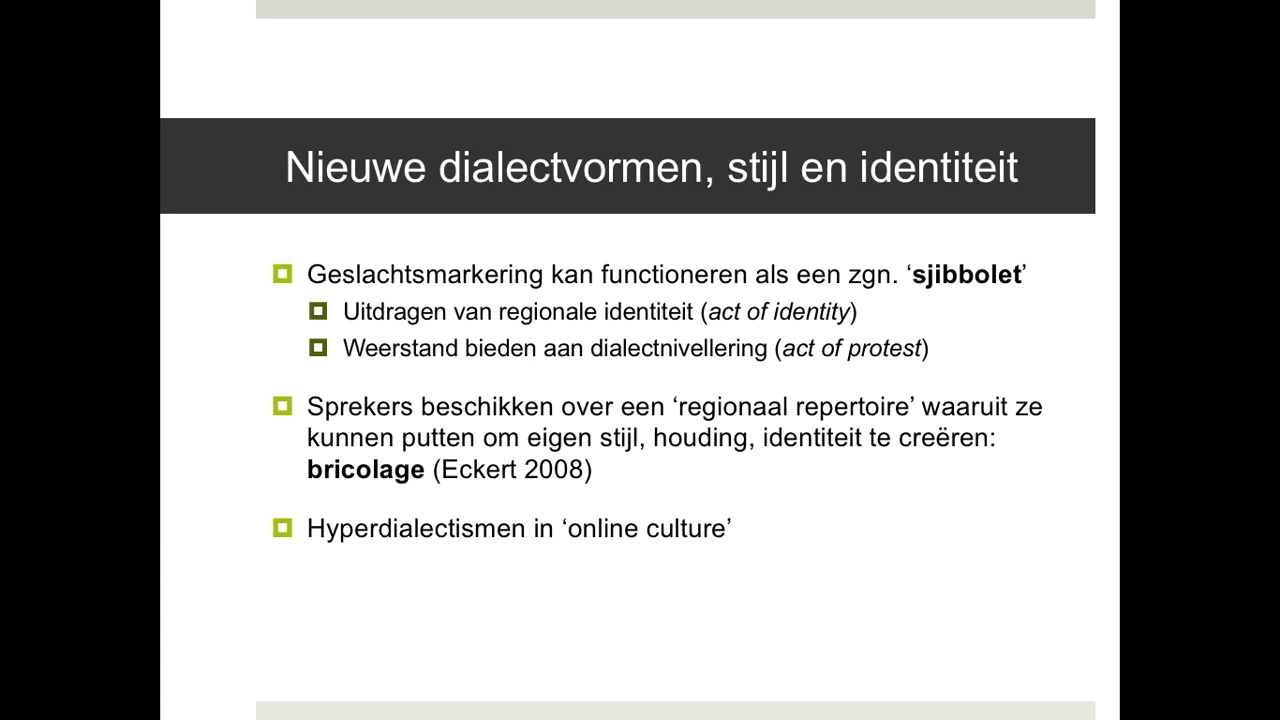 Nieuwe dialectvormen, stijl en identiteit
Geslachtsmarkering kan functioneren als een zgn. ‘sjibbolet’
Uitdragen van regionale identiteit (act of identity)
Weerstand bieden aan dialectnivellering (act of protest)
Sprekers beschikken over een ‘regionaal repertoire’ waaruit ze
kunnen putten om eigen stijl, houding, identiteit te creëren:
bricolage (Eckert 2008)
Hyperdialectismen in ‘online culture’